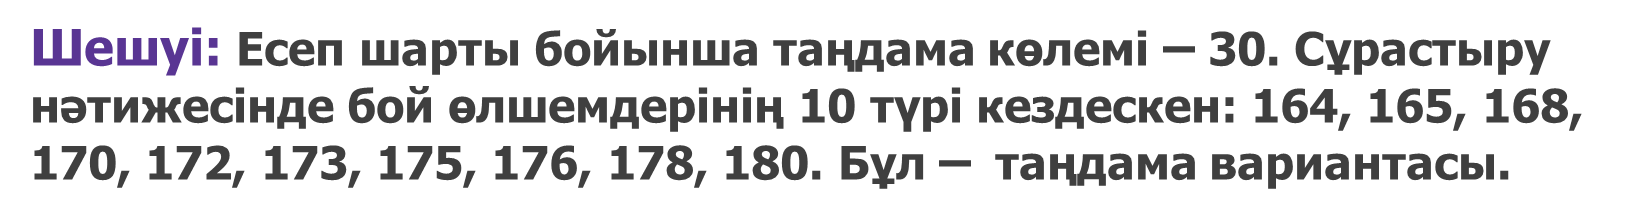 Шешуі: Есеп шарты бойынша таңдама көлемі – 30. Сұрастыру
нәтижесінде бой өлшемдерінің 10 түрі кездескен: 164, 165, 168,
170, 172, 173, 175, 176, 178, 180. Бұл – таңдама вариантасы.